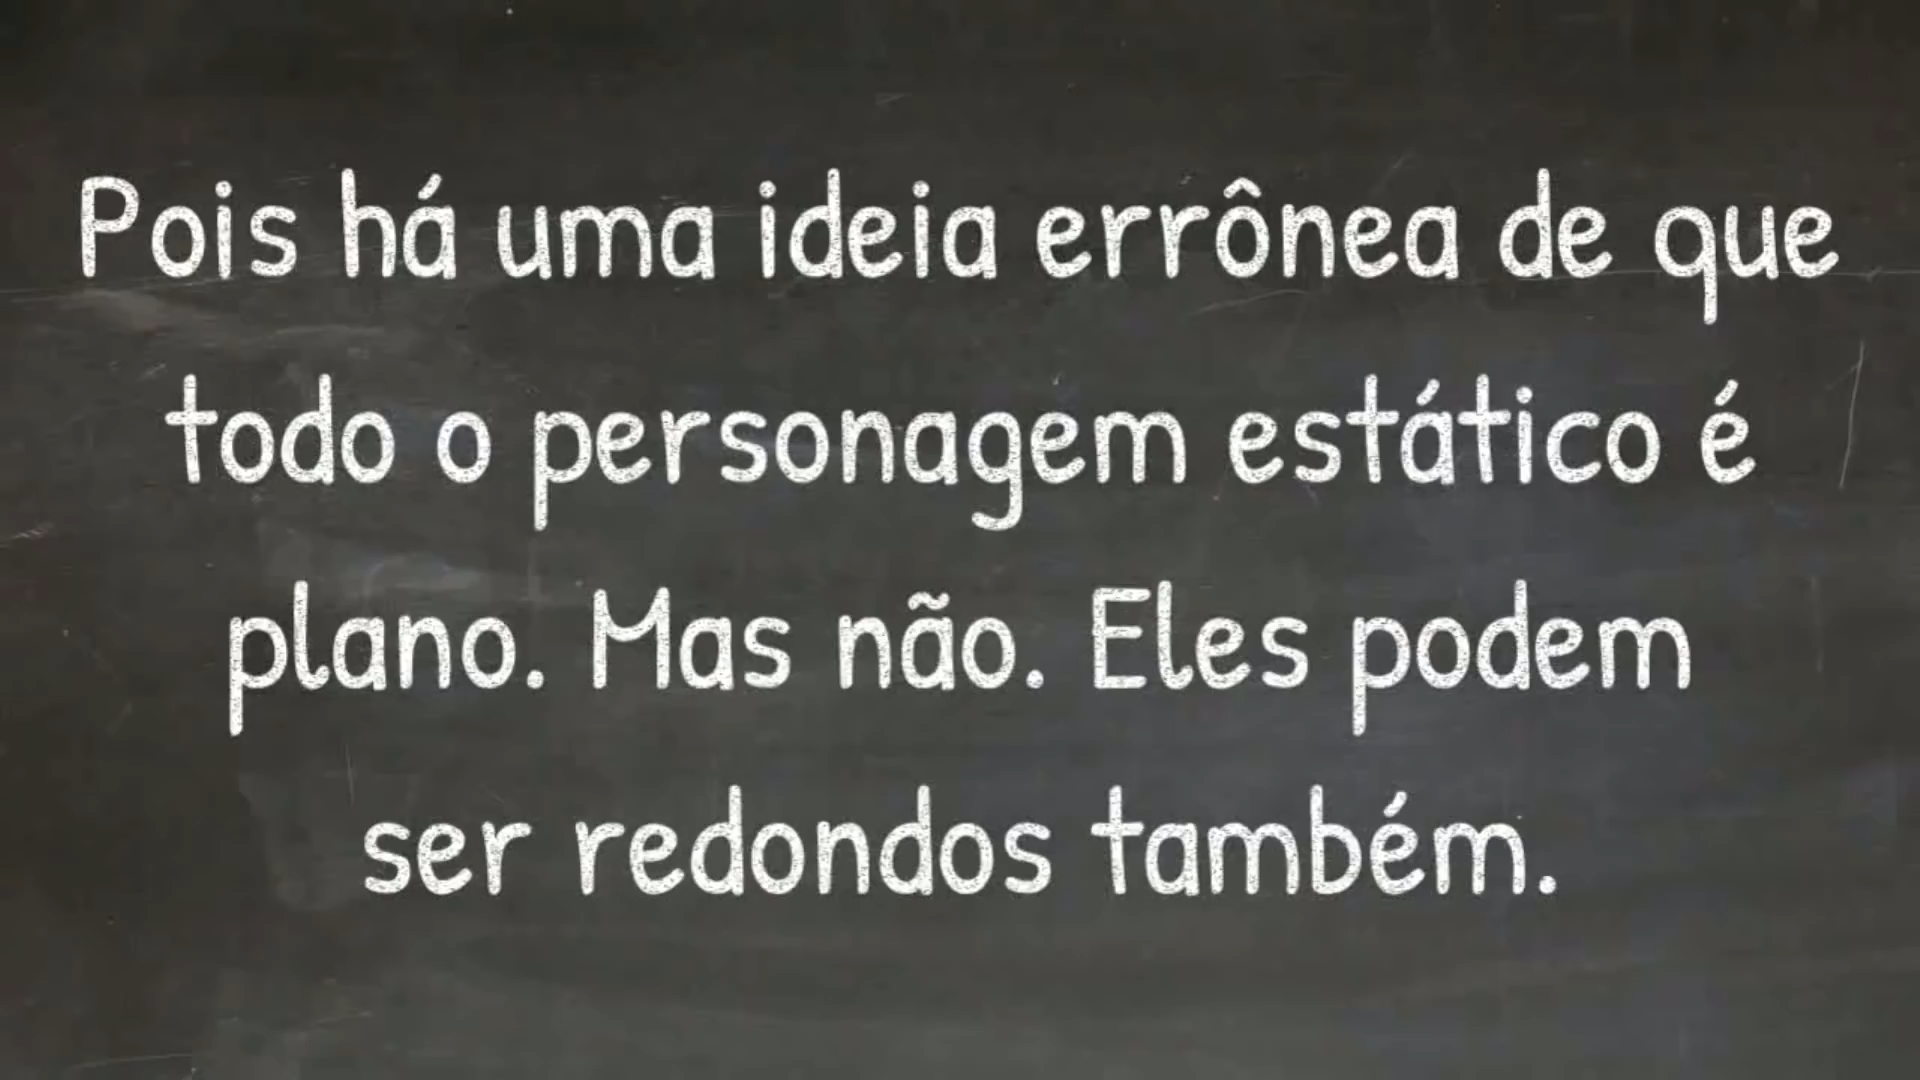 Pois há uma ideia errônea de que
todo o personagem estático é
plano. Mas não. Eles podem
ser redondos também.